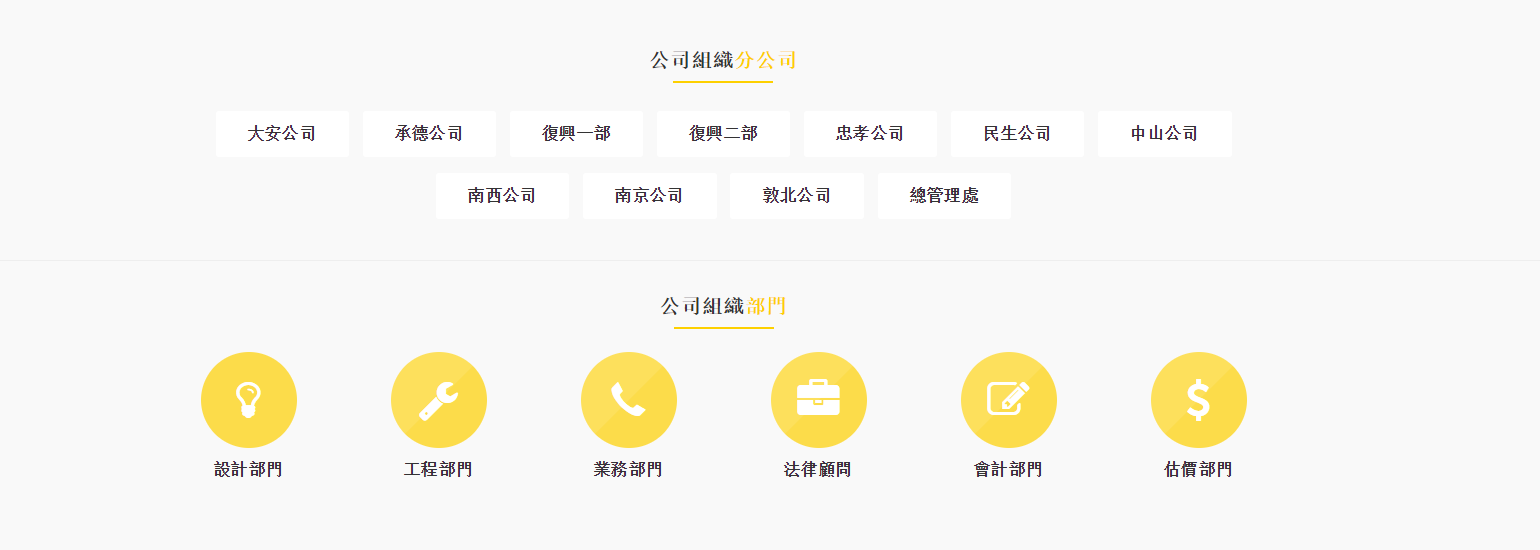 公司組織分公司
大安公司 承德公司 復興一部 復興二部 忠孝公司 民生公司 中山公司
南西公司 南京公司 敦北公司 總管理處
公司組織部門
設計部門 工程部門 業務部門 法律顧問 會計部門 估價部門